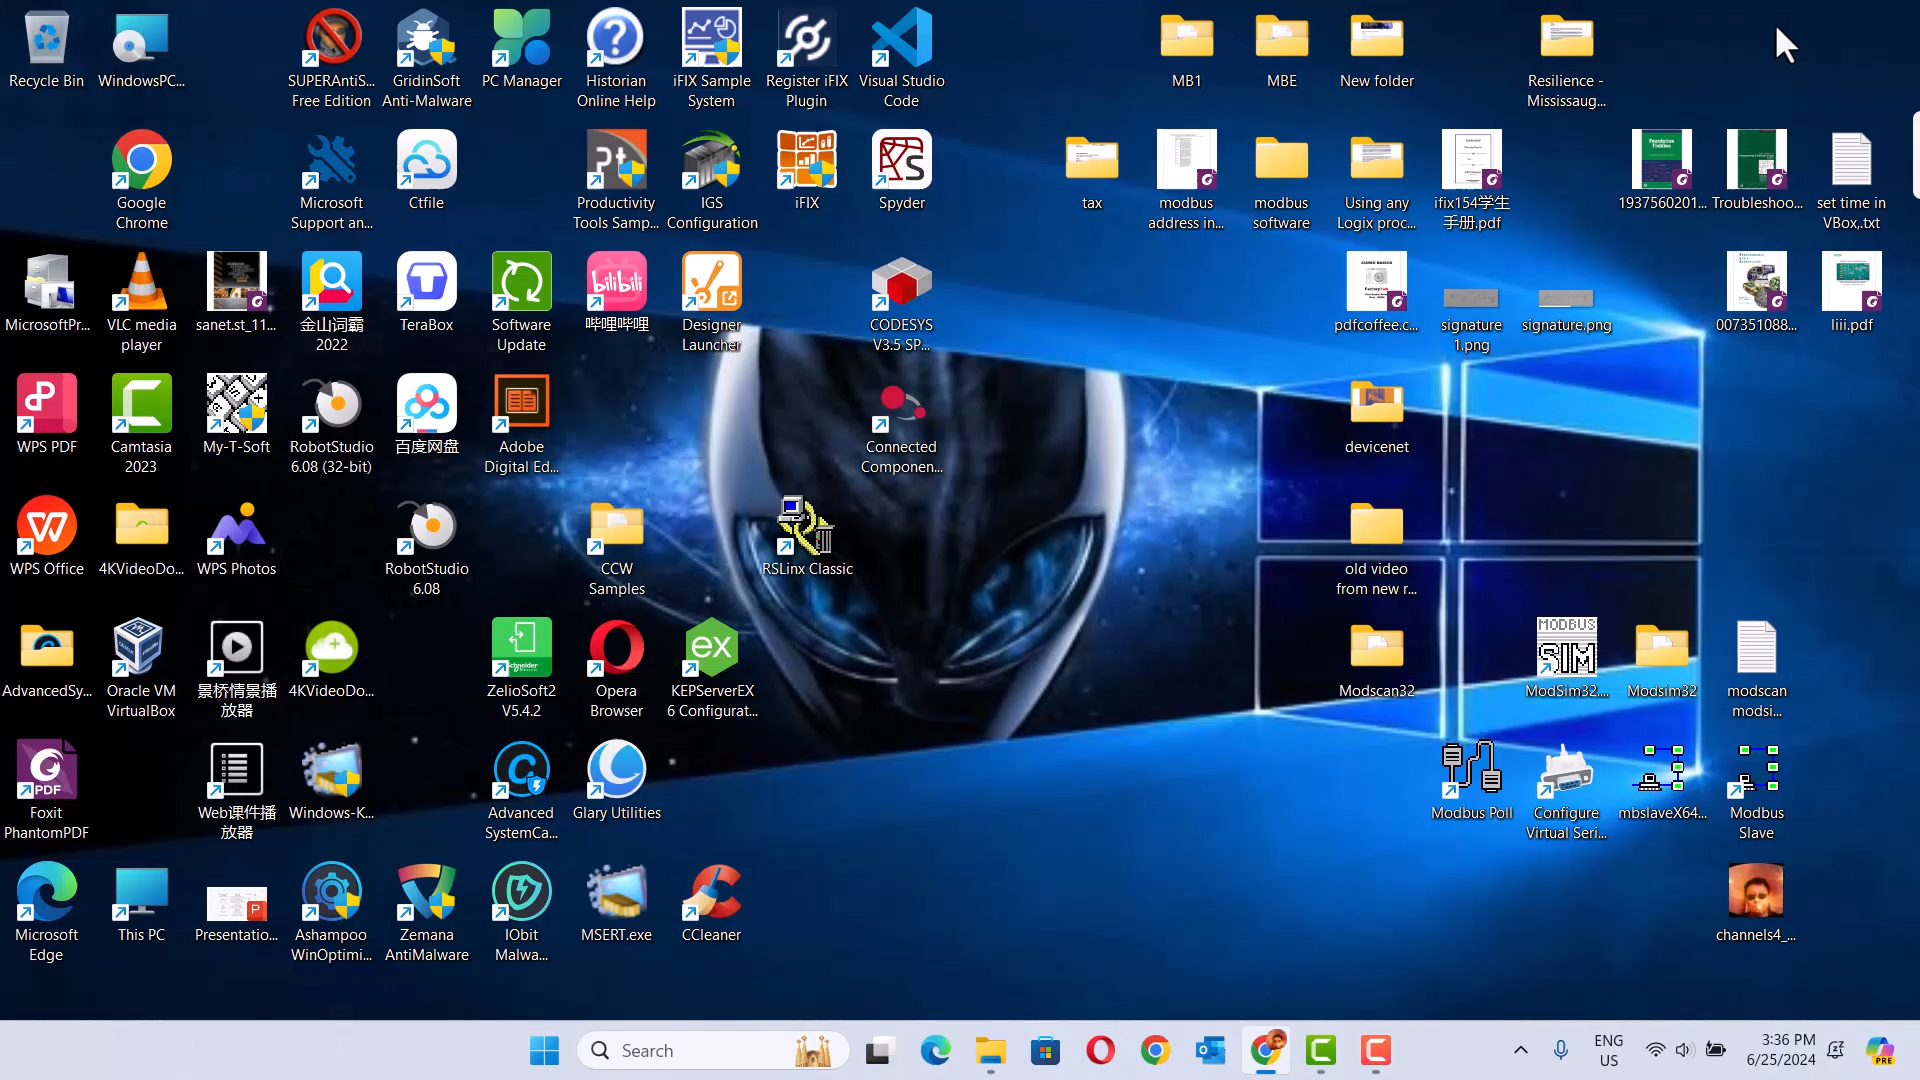 Recycle Bin
WindowsPC...
SUPERAntiS...
Free Edition
GridinSoft
Anti-Malware
PC Manager
Historian
Online Help
iFIX Sample
System
Register iFIX
Plugin
Visual Studio
Code
MB1
MBE
New folder
Resilience -
Mississaug...
Google
Chrome
Microsoft
Support an...
Ctfile
Productivity
Tools Samp...
IGS
Configuration
iFIX
Spyder
tax
modbus
address in...
modbus
software
Using any
Logix proc...
ifix154学生
手册.pdf
1937560201...
Troubleshoo...
set time in
VBox,.txt
MicrosoftPr...
VLC media
player
sanet.st_11...
金山词霸
2022
TeraBox
Software
Update
bilibili
哔哩哔哩
Designer
Launcher
CODESYS
V3.5 SP...
pdfcoffee.c...
signature
1.png
signature.png
007351088...
liii.pdf
WPS PDF
Camtasia
2023
My-T-Soft
RobotStudio
6.08 (32-bit)
百度网盘
Adobe
Digital Ed...
Connected
Componen...
devicenet
WPS Office
4KVideoDo...
WPS Photos
RobotStudio
6.08
CCW
Samples
RSLinx Classic
old video
from new r...
AdvancedSy...
Oracle VM
VirtualBox
景桥情景播
放器
4KVideoDo...
Schneider
ZelioSoft2
V5.4.2
Opera
Browser
ex
KEPServerEX
6 Configurat...
Modscan32
MODBUS
SIM
ModSim32....
Modsim32
modscan
modsi...
PDF
Foxit
PhantomPDF
Web课件播
放器
Windows-K...
Advanced
SystemCa...
Glary Utilities
Modbus Poll
Configure
Virtual Seri...
mbslaveX64...
Modbus
Slave
Microsoft
Edge
This PC
Presentatio...
Ashampoo
WinOptimi...
Zemana
AntiMalware
IObit
Malwa...
MSERT.exe
CCleaner
channels4_...
Search
ENG
US
3:36 PM
6/25/2024
PRE